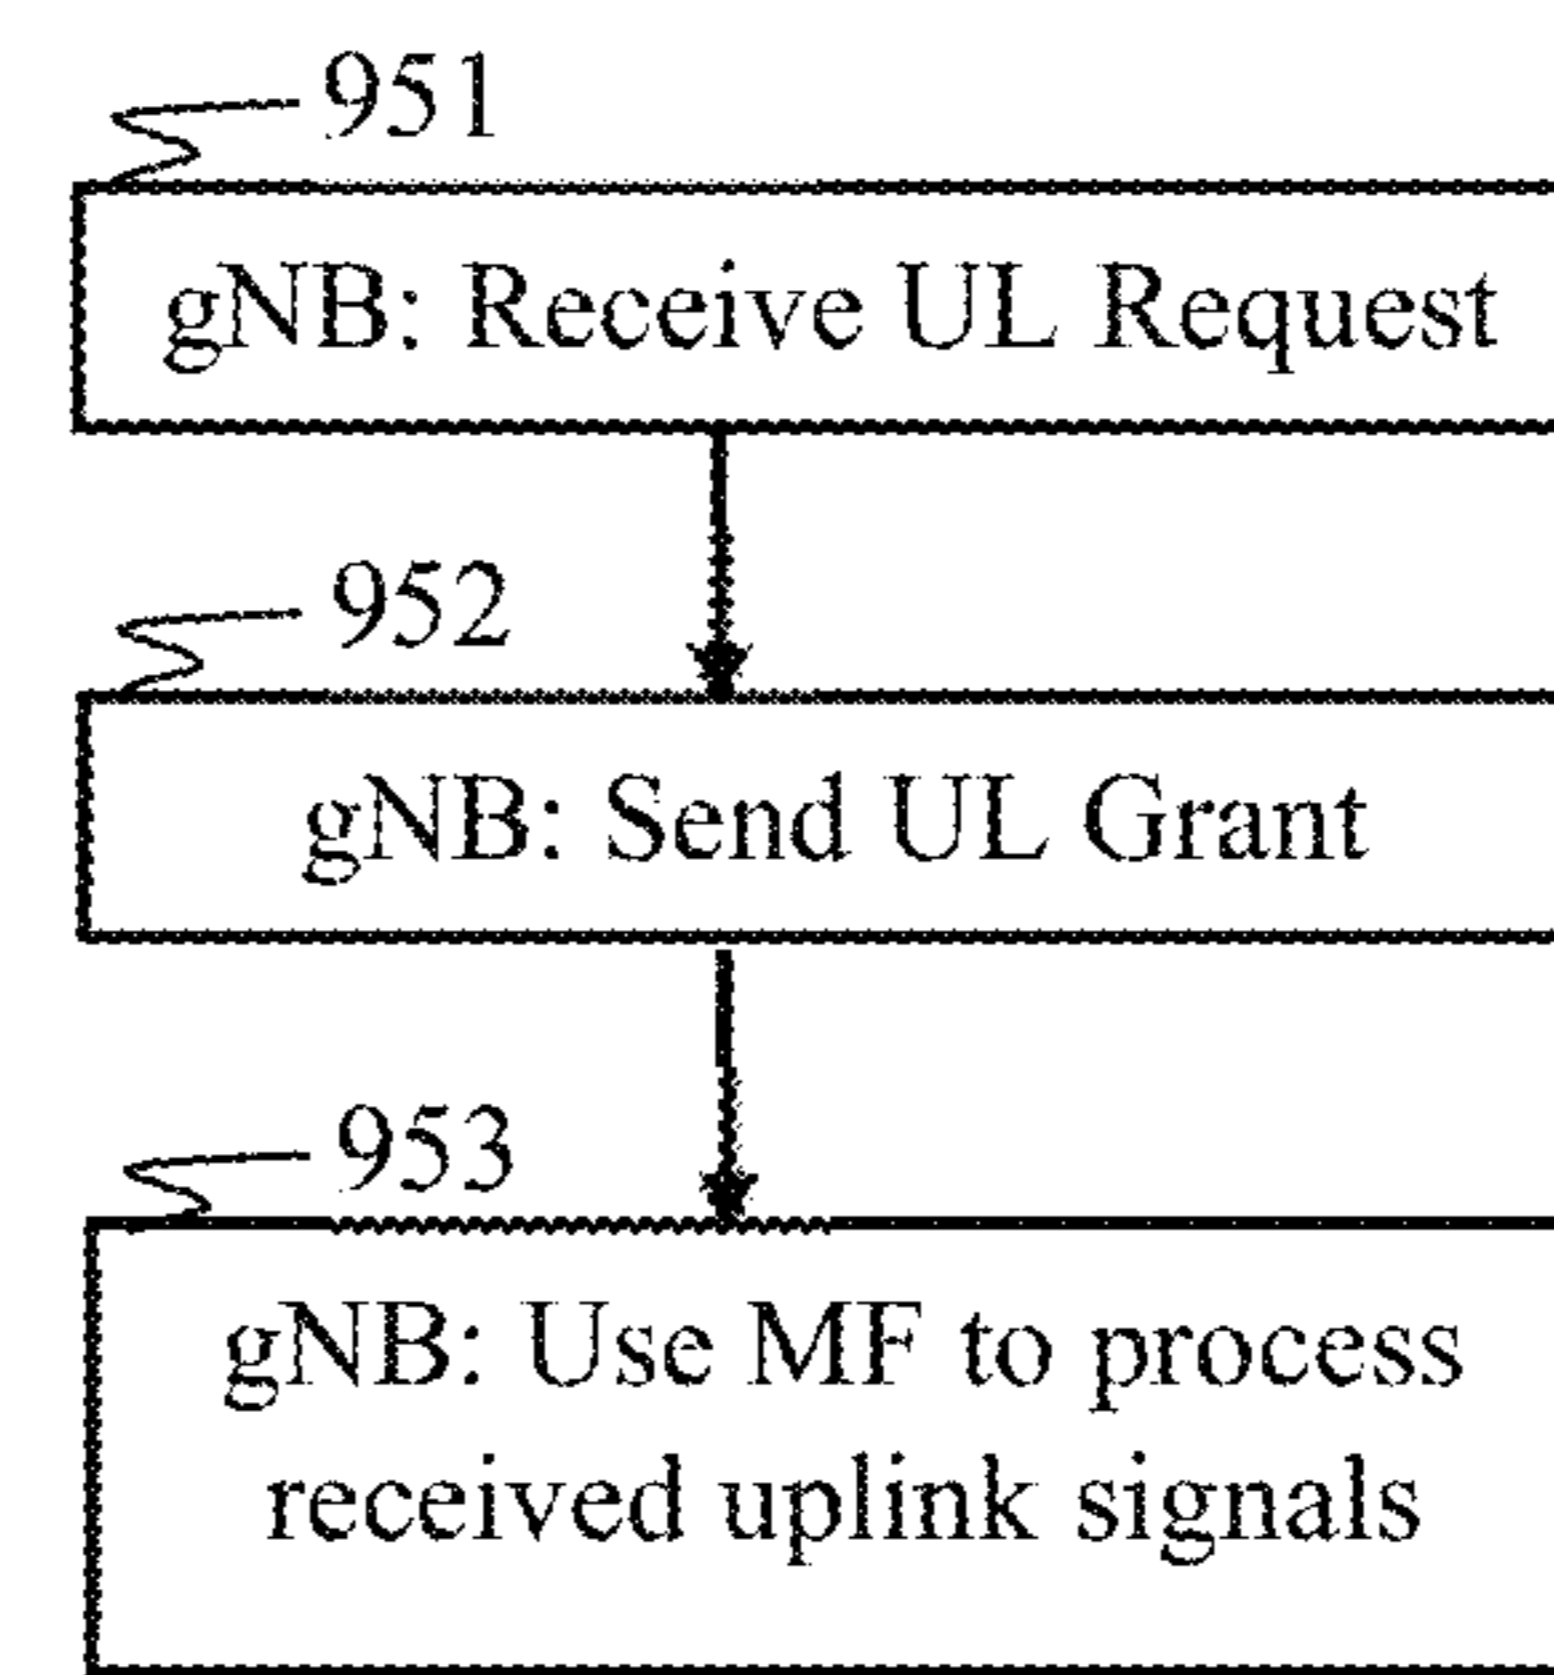 951
gNB: Receive UL Request
952
gNB: Send UL Grant
953
gNB: Use MF to process
received uplink signals